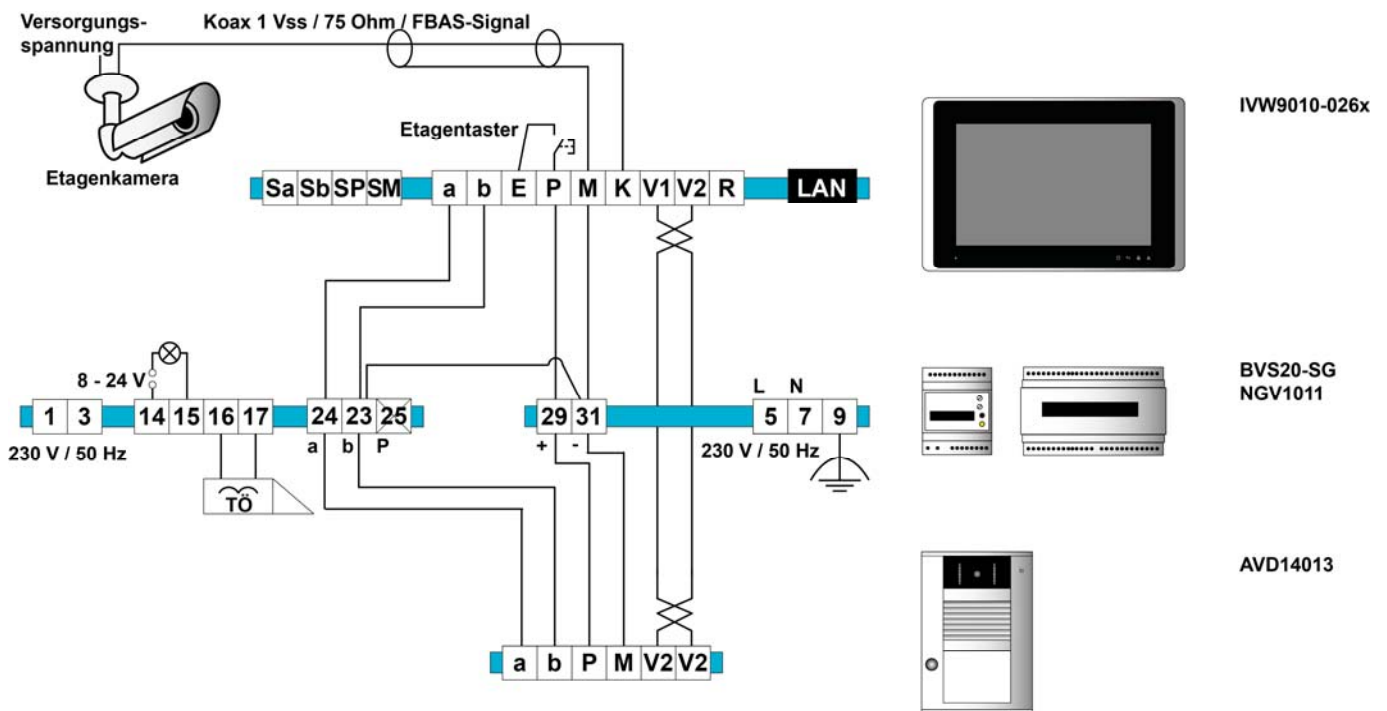 Versorgungs-
spannung
Koax 1 Vss / 75 Ohm / FBAS-Signal
Etagenkamera
Etagentaster
Sa Sb SP SM a b E P M K V1 V2 R LAN
IVW9010-026x
8 - 24 V
L N
1 3 14 15 16 17 24 23 25 29 31 5 7 9
a b P + -
230 V / 50 Hz
230 V / 50 Hz
TÖ
BVS20-SG
NGV1011
AVD14013
a b P M V2 V2